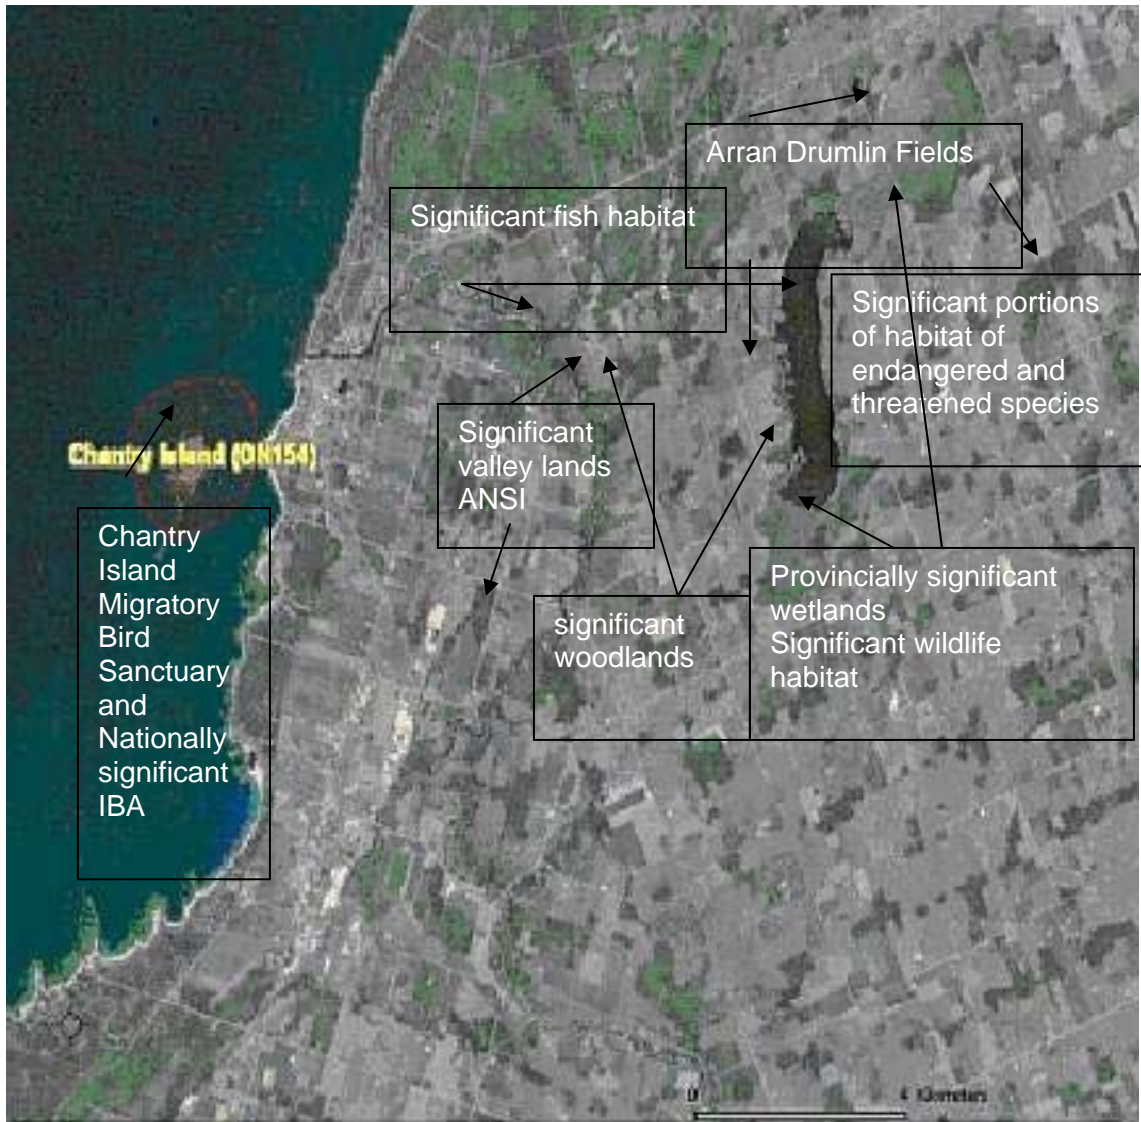 Arran Drumlin Fields
Significant fish habitat
Significant portions
of habitat of
endangered and
threatened species
Significant
valley lands
ANSI
Chantry Island (ON154)
Chantry
Island
Migratory
Bird
Sanctuary
and
Nationally
significant
IBA
significant
woodlands
Provincially significant
wetlands
Significant wildlife
habitat
0 4 Kilometers